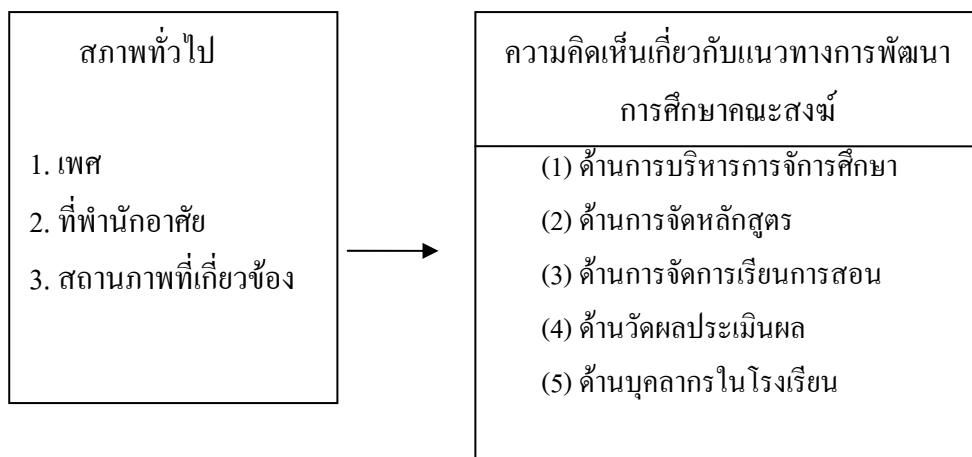 สภาพทั่วไป
1. เพศ
2. ที่พำนักอาศัย
3. สถานภาพที่เกี่ยวข้อง
ความคิดเห็นเกี่ยวกับแนวทางการพัฒนา
การศึกษาคณะสงฆ์
(1) ด้านการบริหารการจัการศึกษา
(2) ด้านการจัดหลักสูตร
(3) ด้านการจัดการเรียนการสอน
(4) ด้านวัดผลประเมินผล
(5) ด้านบุคลากรในโรงเรียน